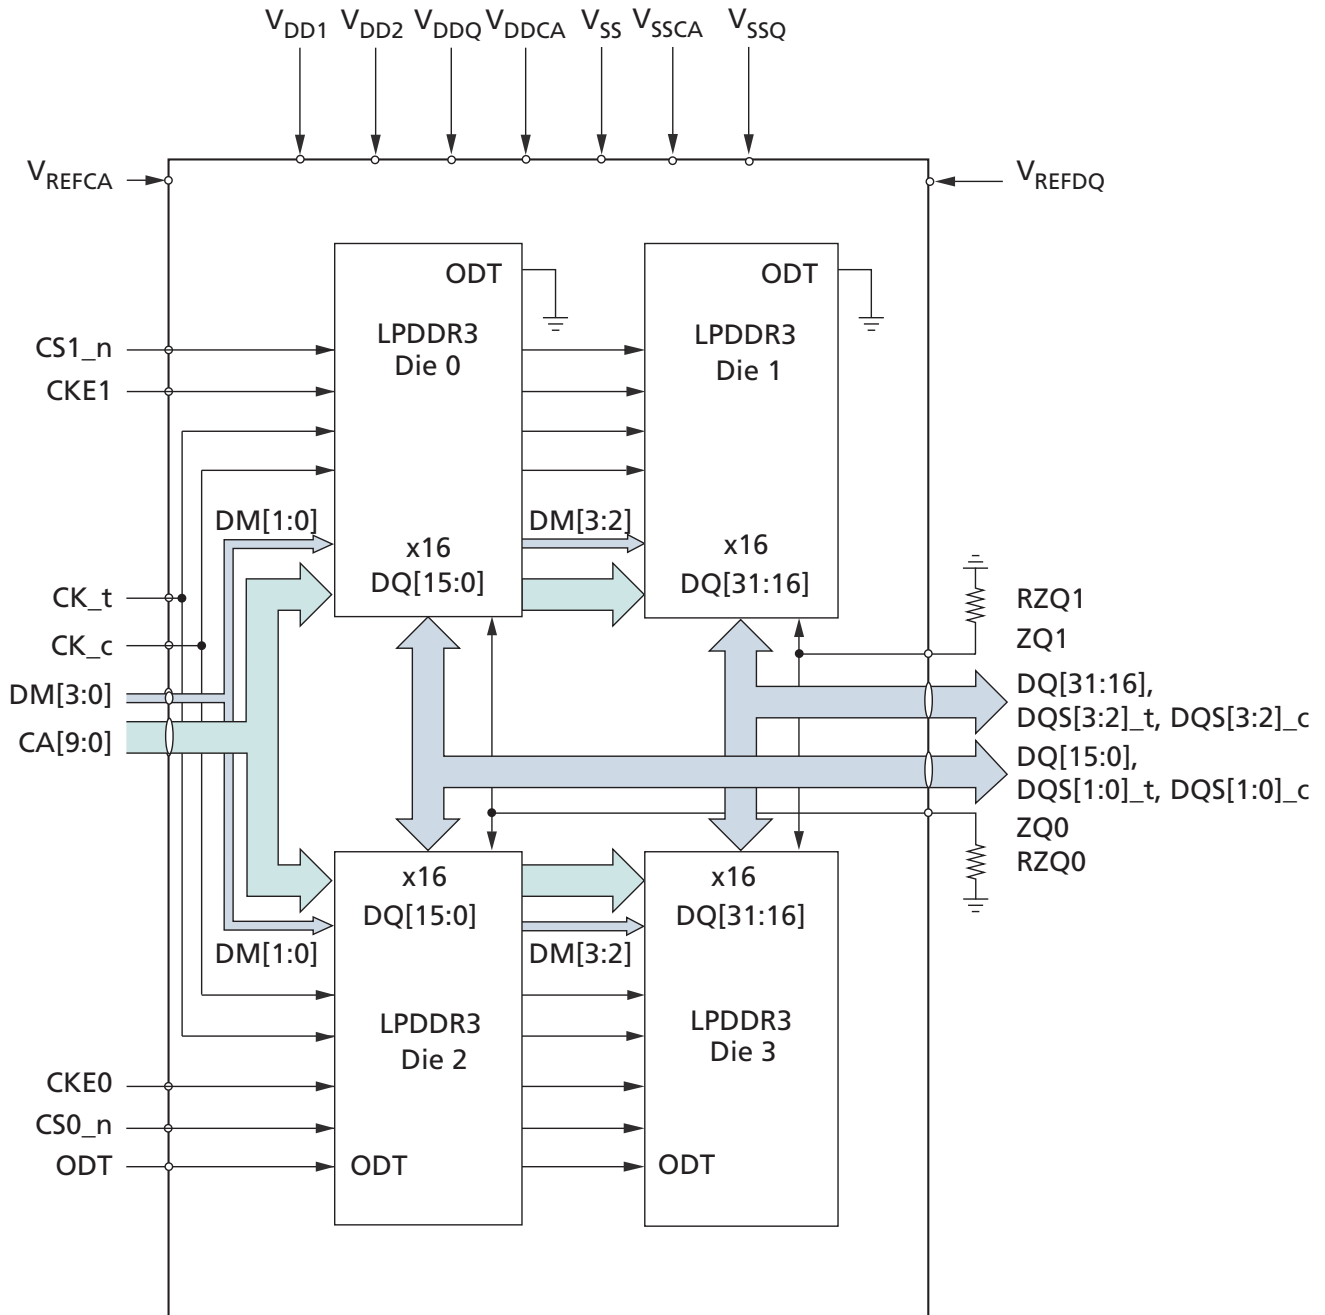 VDD1 VDD2 VDDQ VDDCA VSS VSSCA VSSQ
VREFCA
VREFDQ
ODT
LPDDR3
Die 0
ODT
LPDDR3
Die 1
CS1_n
CKE1
DM[1:0]
DM[3:2]
x16
DQ[15:0]
x16
DQ[31:16]
CK_t
CK_c
DM[3:0]
CA[9:0]
RZQ1
ZQ1
DQ[31:16],
DQS[3:2]_t, DQS[3:2]_c
DQ[15:0],
DQS[1:0]_t, DQS[1:0]_c
ZQ0
RZQ0
x16
DQ[15:0]
x16
DQ[31:16]
DM[1:0]
DM[3:2]
LPDDR3
Die 2
LPDDR3
Die 3
CKE0
CS0_n
ODT
ODT
ODT